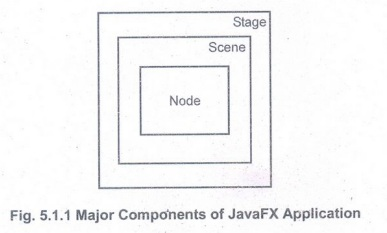 Stage
Scene
Node
Fig. 5.1.1 Major Components of JavaFX Application